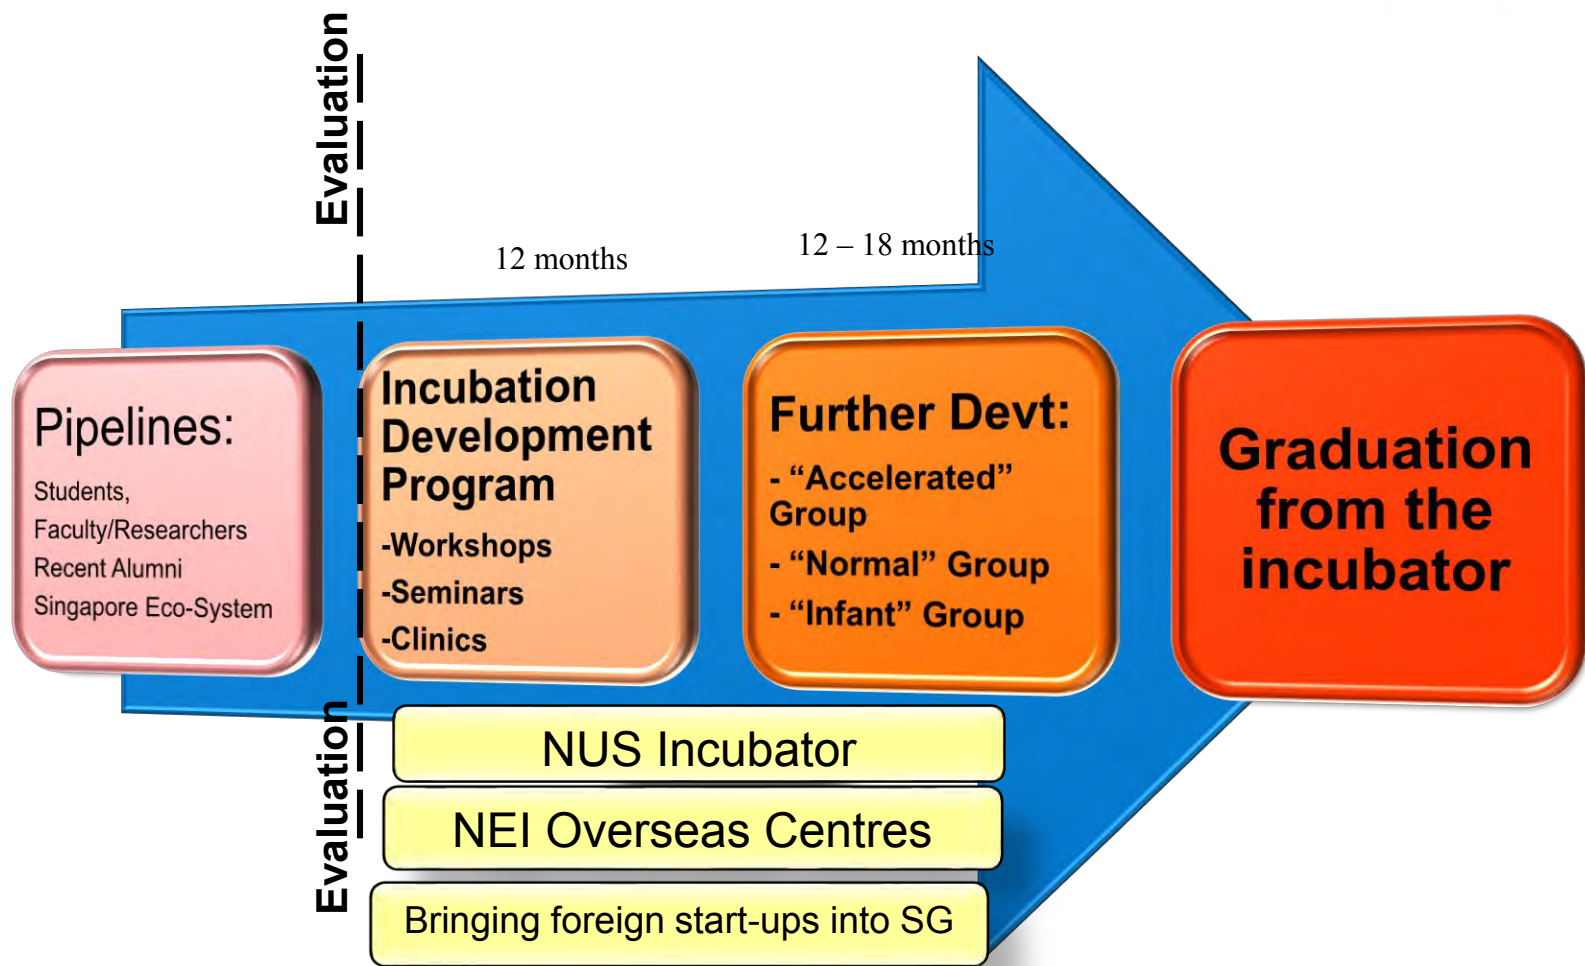 Evaluation
12 months
12 – 18 months
Pipelines:
Students,
Faculty/Researchers
Recent Alumni
Singapore Eco-System
Incubation
Development
Program
-Workshops
-Seminars
-Clinics
Further Devt:
- “Accelerated”
Group
- “Normal” Group
- “Infant” Group
Graduation
from the
incubator
Evaluation
NUS Incubator
NEI Overseas Centres
Bringing foreign start-ups into SG